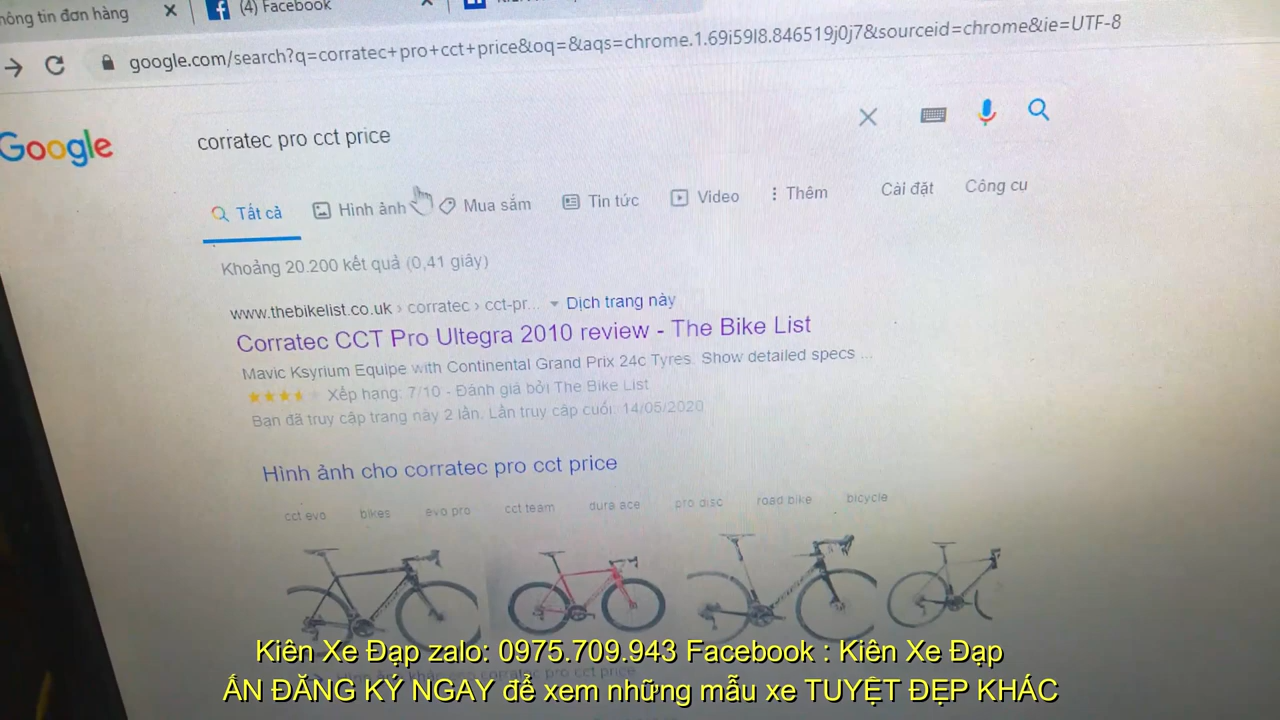 hông tin đơn hàng
(4) Facebook
google.com/search?q=corratec+pro+cct+price&oq=&aqs=chrome.1.69i59l8.846519j0j7&sourceid=chrome&ie=UTF-8
Google
corratec pro cct price
Tất cả Hình ảnh Mua sắm Tin tức Video Thêm Cài đặt Công cụ
Khoảng 20.200 kết quả (0,41 giây)
www.thebikelist.co.uk › corratec › cct-pr... Dịch trang này
Corratec CCT Pro Ultegra 2010 review - The Bike List
Mavic Ksyrium Equipe with Continental Grand Prix 24c Tyres. Show detailed specs ...
Xếp hạng: 7/10 - Đánh giá bởi The Bike List
Bạn đã truy cập trang này 2 lần. Lần truy cập cuối: 14/05/2020
Hình ảnh cho corratec pro cct price
cct evo bikes evo pro cct team dura ace pro disc road bike bicycle
Kiên Xe Đạp zalo: 0975.709.943 Facebook : Kiên Xe Đạp
corratec pro cct price
ẤN ĐĂNG KÝ NGAY để xem những mẫu xe TUYỆT ĐẸP KHÁC